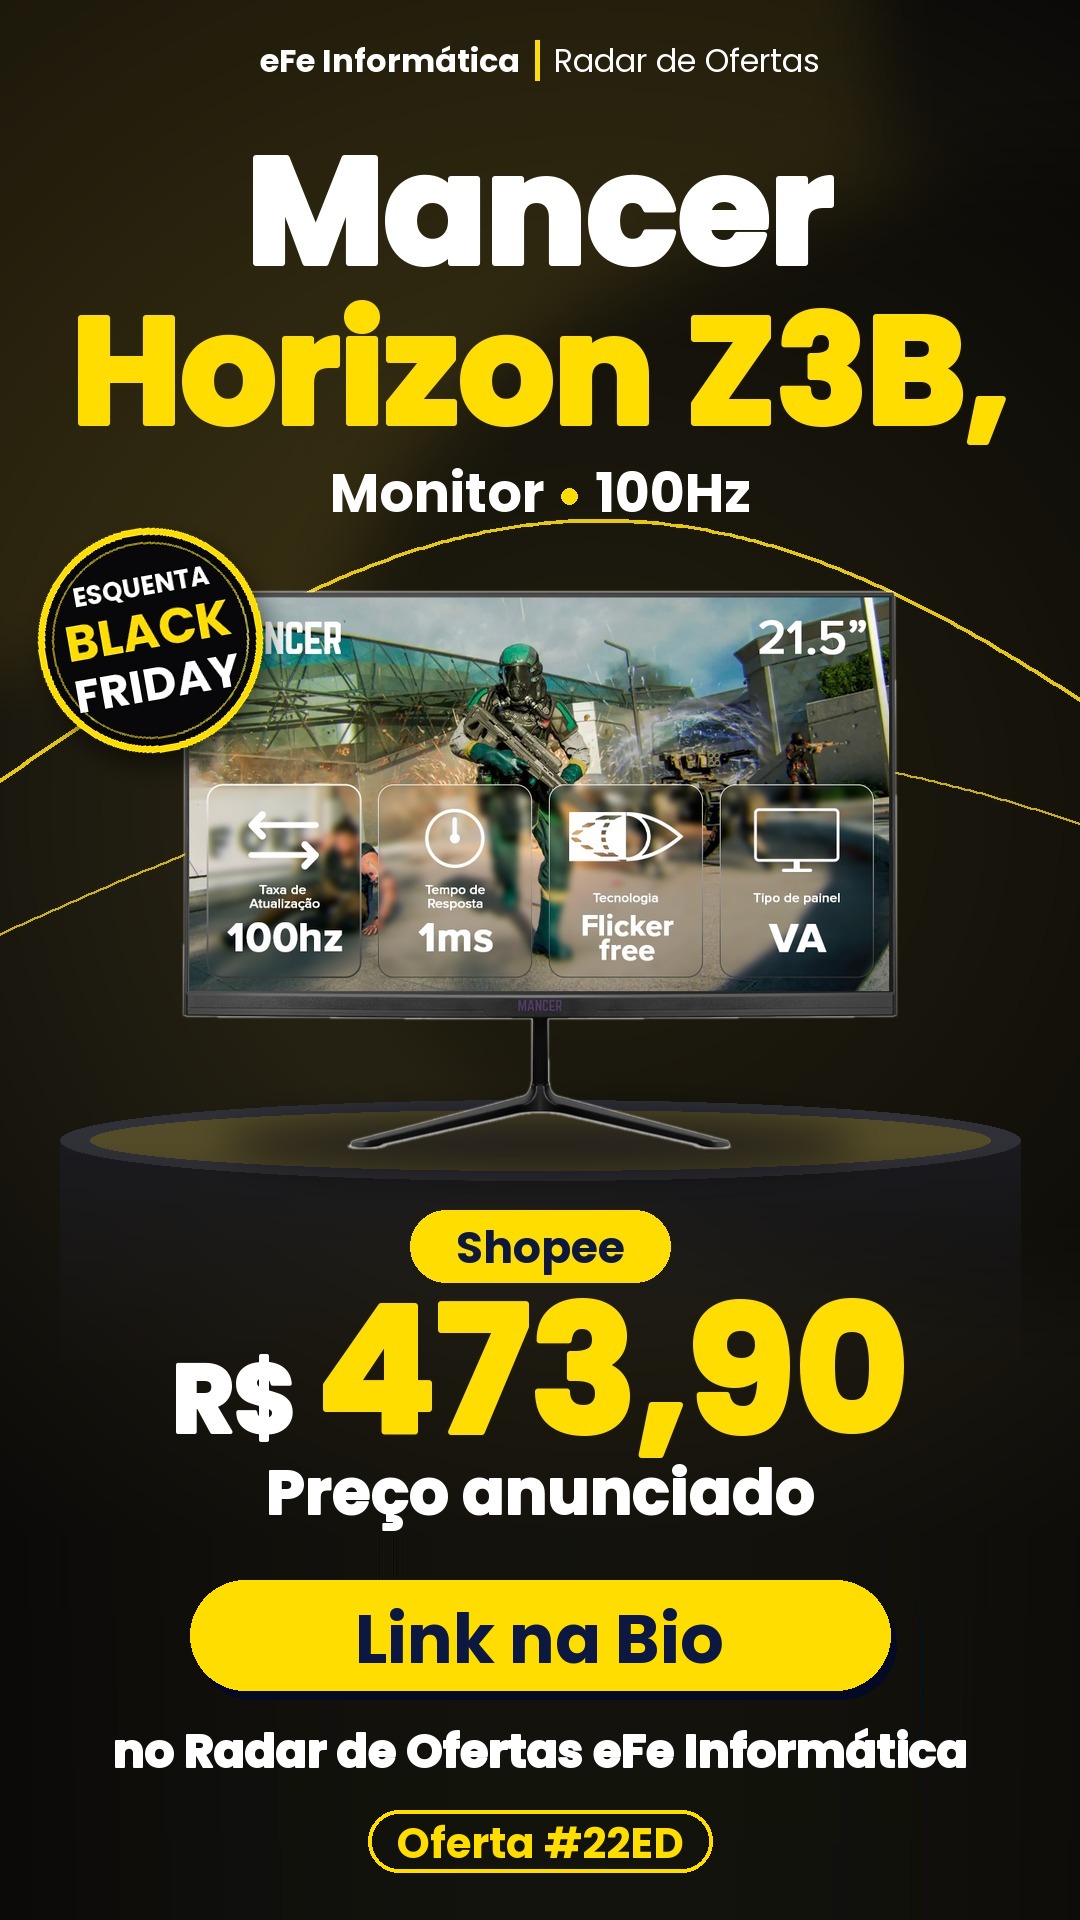 eFe Informática | Radar de Ofertas
Mancer
Horizon Z3B,
Monitor • 100Hz
ESQUENTA
BLACK
FRIDAY
NCER
21.5”
Taxa de
Atualização
100hz
Tempo de
Resposta
1ms
Tecnologia
Flicker
free
Tipo de painel
VA
MANCER
Shopee
R$ 473,90
Preço anunciado
Link na Bio
no Radar de Ofertas eFe Informática
Oferta #22ED